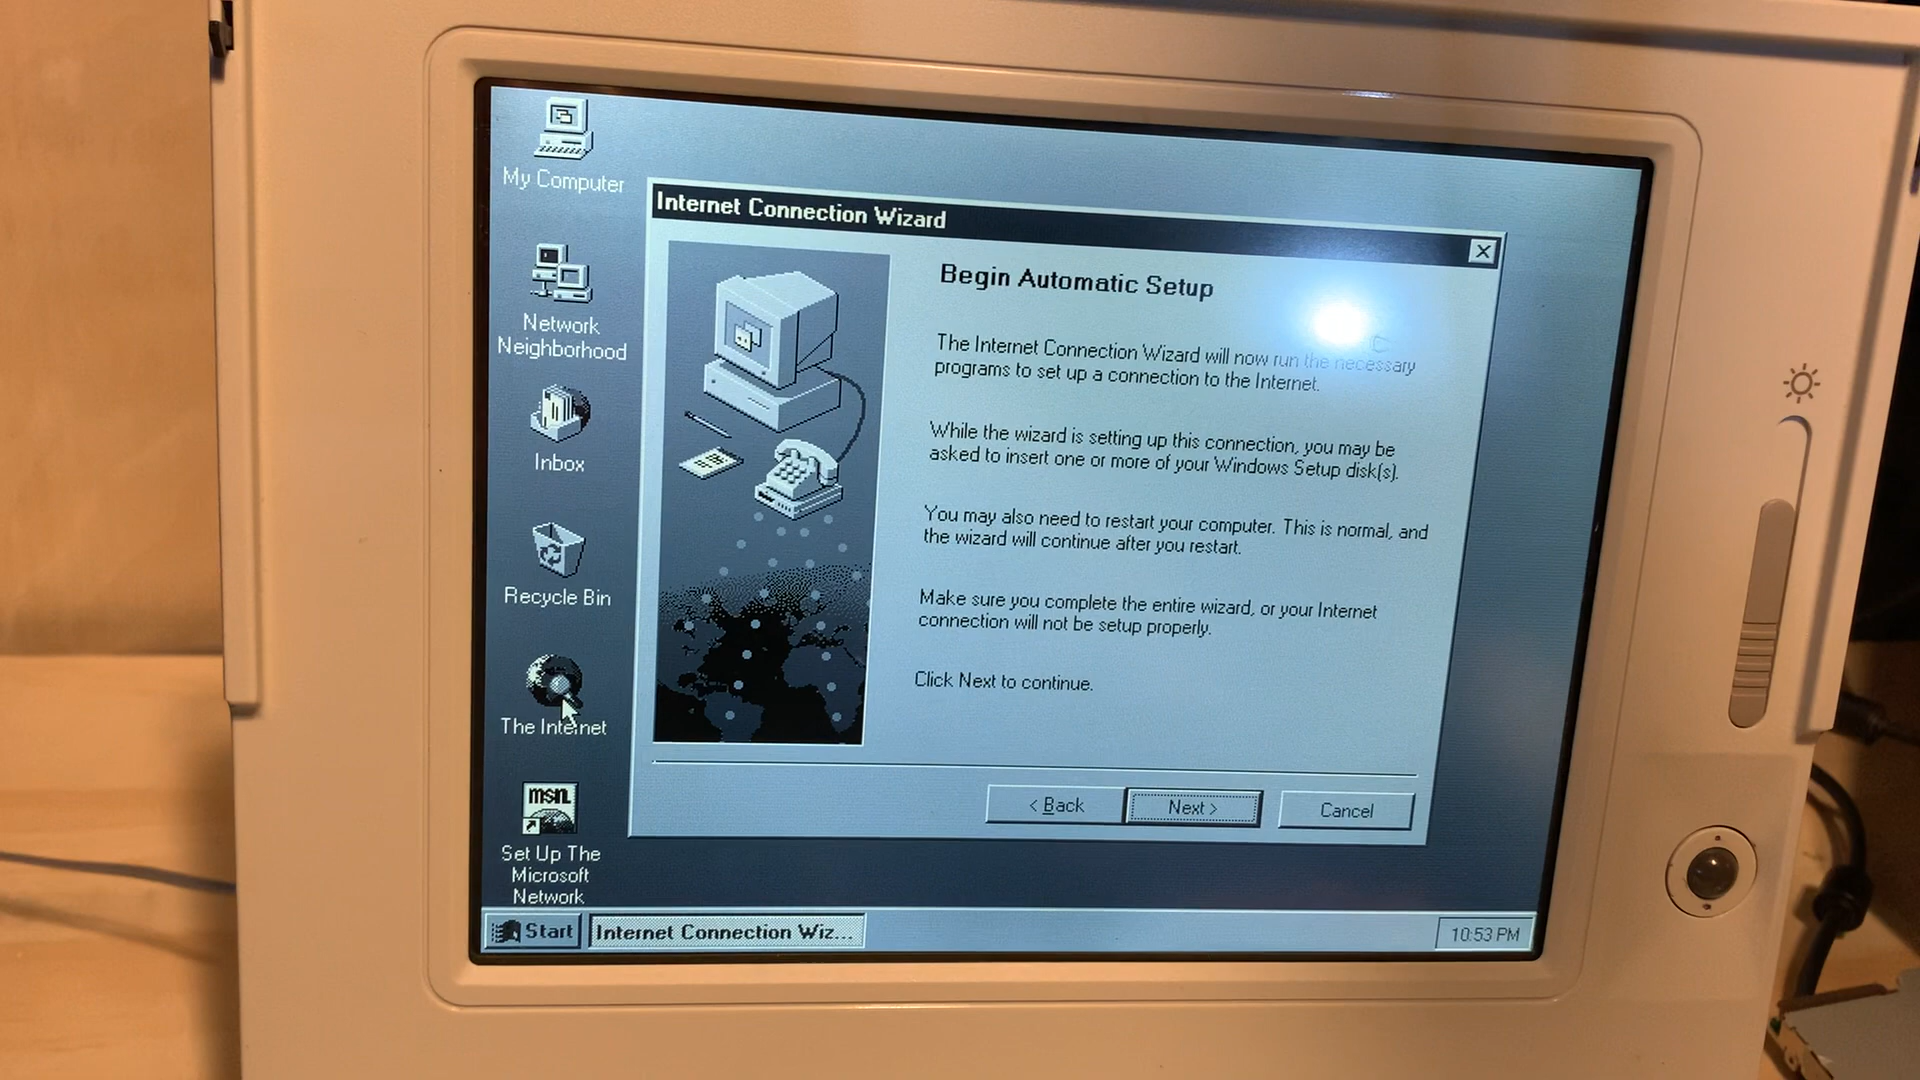 My Computer
Network
Neighborhood
Inbox
Recycle Bin
The Internet
msn.
Set Up The
Microsoft
Network
Internet Connection Wizard
Begin Automatic Setup
The Internet Connection Wizard will now run the necessary
programs to set up a connection to the Internet.
While the wizard is setting up this connection, you may be
asked to insert one or more of your Windows Setup disk(s).
You may also need to restart your computer. This is normal, and
the wizard will continue after you restart.
Make sure you complete the entire wizard, or your Internet
connection will not be setup properly.
Click Next to continue.
< Back
Next >
Cancel
Start
Internet Connection Wiz...
10:53 PM